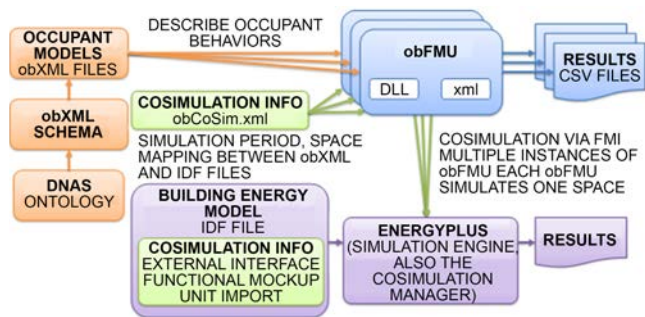 OCCUPANT
MODELS
obXML FILES
DESCRIBE OCCUPANT
BEHAVIORS
obFMU
DLL
xml
RESULTS
CSV FILES
COSIMULATION INFO
obCoSim.xml
obXML
SCHEMA
SIMULATION PERIOD, SPACE
MAPPING BETWEEN obXML
AND IDF FILES
COSIMULATION VIA FMI
MULTIPLE INSTANCES OF
obFMU EACH obFMU
SIMULATES ONE SPACE
DNAS
ONTOLOGY
BUILDING ENERGY
MODEL
IDF FILE
COSIMULATION INFO
EXTERNAL INTERFACE
FUNCTIONAL MOCKUP
UNIT IMPORT
ENERGYPLUS
(SIMULATION ENGINE,
ALSO THE
COSIMULATION
MANAGER)
RESULTS